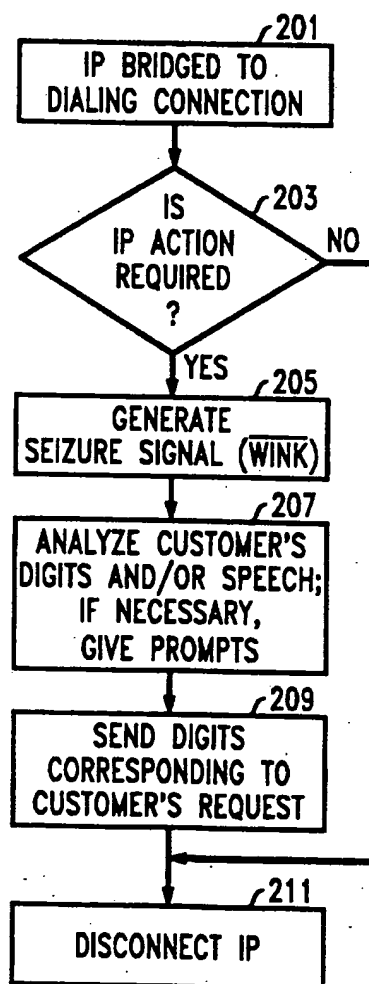 201
IP BRIDGED TO
DIALING CONNECTION
203
IS
IP ACTION
REQUIRED
?
NO
YES
205
GENERATE
SEIZURE SIGNAL (WINK)
207
ANALYZE CUSTOMER'S
DIGITS AND/OR SPEECH;
IF NECESSARY,
GIVE PROMPTS
209
SEND DIGITS
CORRESPONDING TO
CUSTOMER'S REQUEST
211
DISCONNECT IP